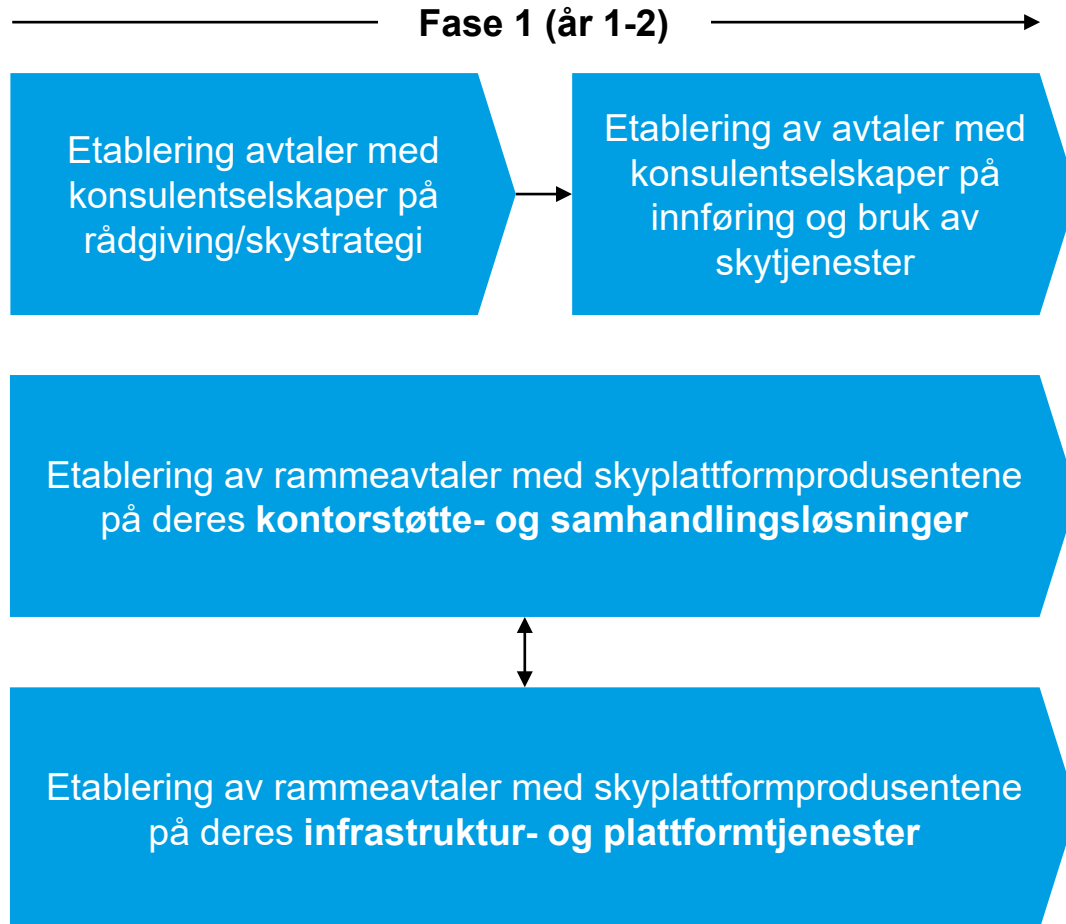 Fase 1 (år 1-2)
Etablering avtaler med
konsulentselskaper på
rådgiving/skystrategi
Etablering av avtaler med
konsulentselskaper på
innføring og bruk av
skytjenester
Etablering av rammeavtaler med skyplattformprodusentene
på deres kontorstøtte- og samhandlingsløsninger
Etablering av rammeavtaler med skyplattformprodusentene
på deres infrastruktur- og plattformtjenester